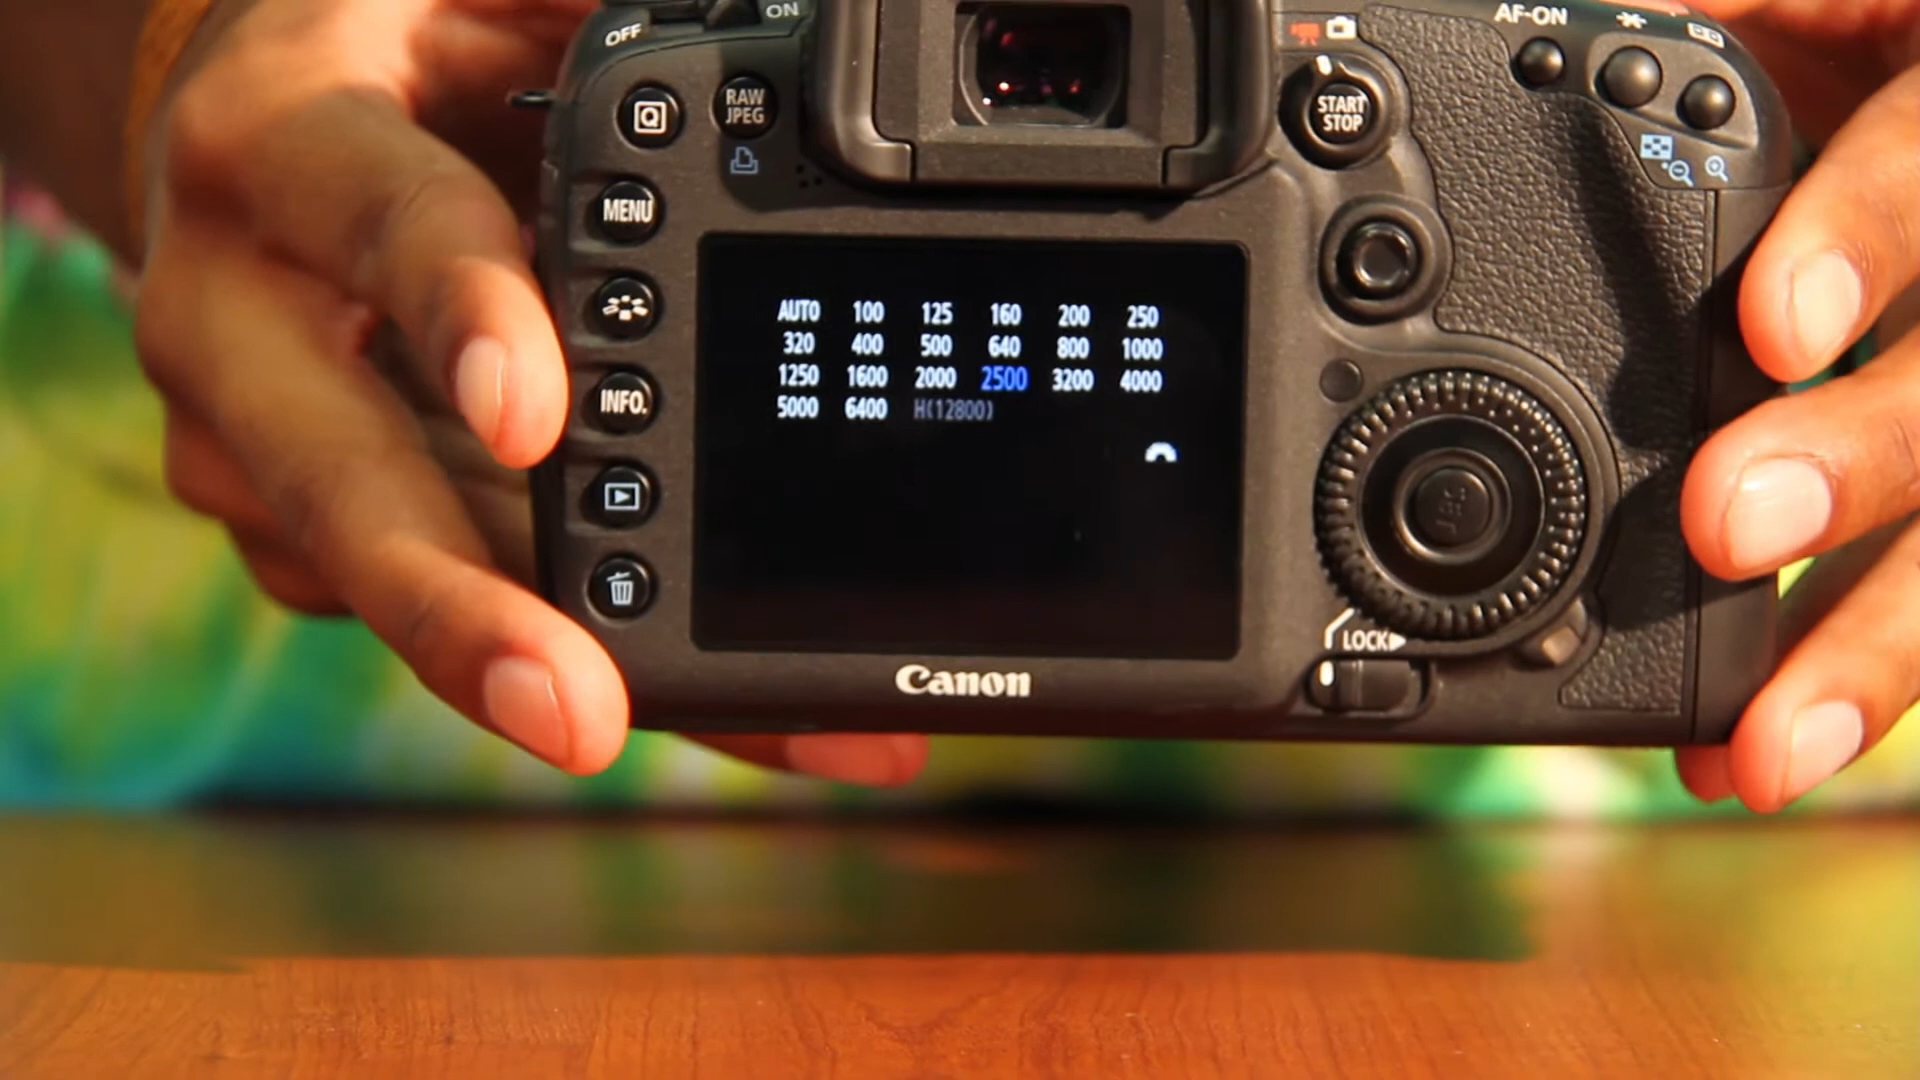 OFF
ON
AF-ON
Q
RAW
JPEG
START
STOP
MENU
INFO.
AUTO 100 125 160 200 250
320 400 500 640 800 1000
1250 1600 2000 2500 3200 4000
5000 6400 H(12800)
SET
LOCK
Canon